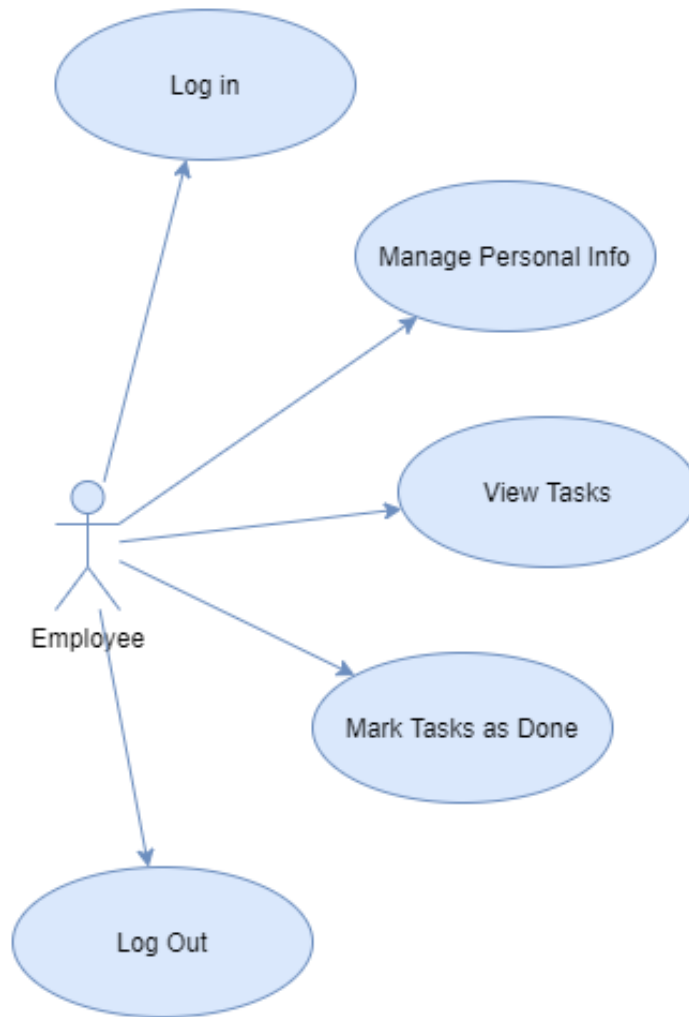 Log in
Manage Personal Info
View Tasks
Employee
Mark Tasks as Done
Log Out